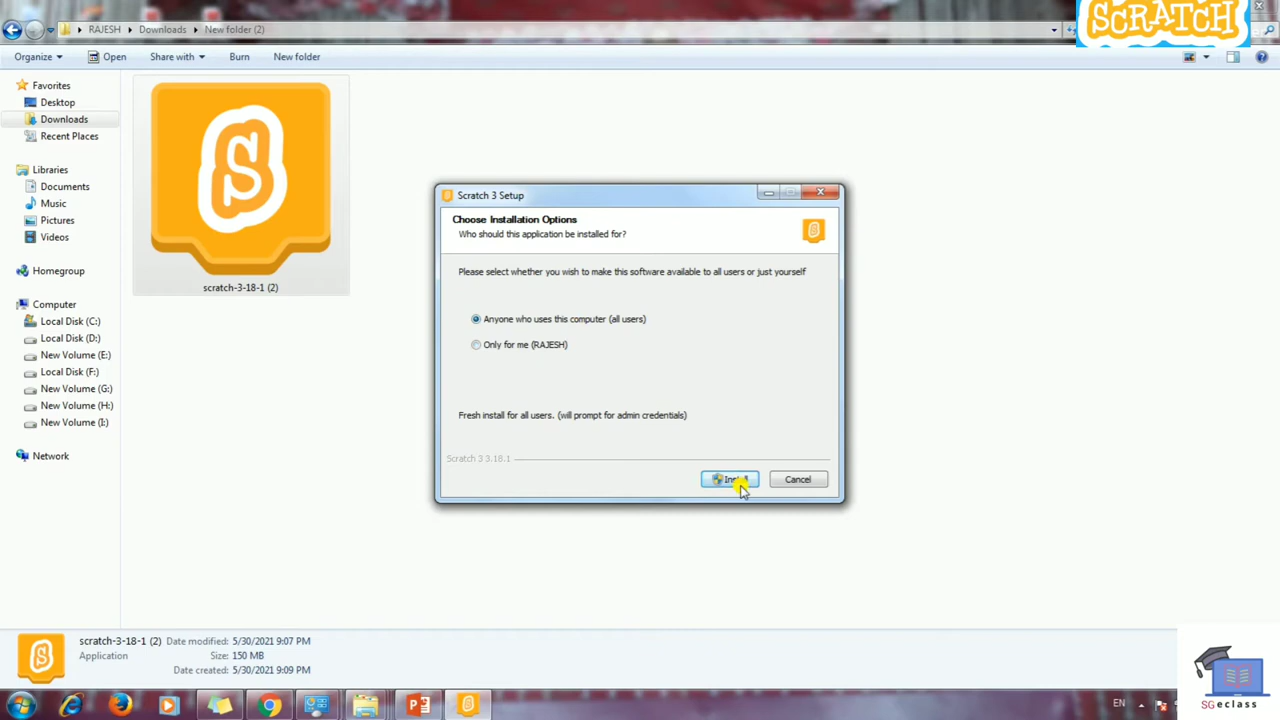 SCRATCH
RAJESH
Downloads
New folder (2)
Organize
Open
Share with
Burn
New folder
Favorites
Desktop
Downloads
Recent Places
Libraries
Documents
Music
Pictures
Videos
Homegroup
Computer
Local Disk (C:)
Local Disk (D:)
New Volume (E:)
Local Disk (F:)
New Volume (G:)
New Volume (H:)
New Volume (I:)
Network
S
scratch-3-18-1 (2)
Scratch 3 Setup
Choose Installation Options
Who should this application be installed for?
Please select whether you wish to make this software available to all users or just yourself
Anyone who uses this computer (all users)
Only for me (RAJESH)
Fresh install for all users. (will prompt for admin credentials)
Scratch 3 3.18.1
Install
Cancel
scratch-3-18-1 (2) Date modified: 5/30/2021 9:07 PM
Application Size: 150 MB
Date created: 5/30/2021 9:09 PM
EN
SGeclass